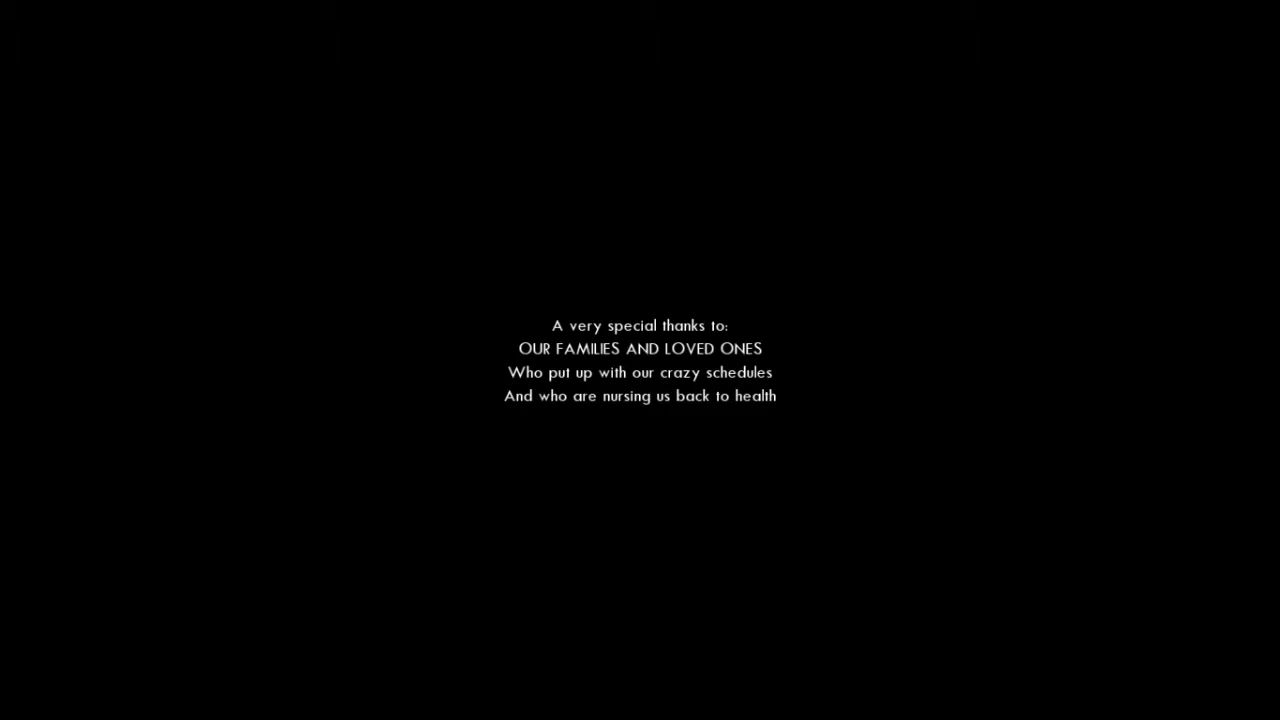 A very special thanks to:
OUR FAMILIES AND LOVED ONES
Who put up with our crazy schedules
And who are nursing us back to health